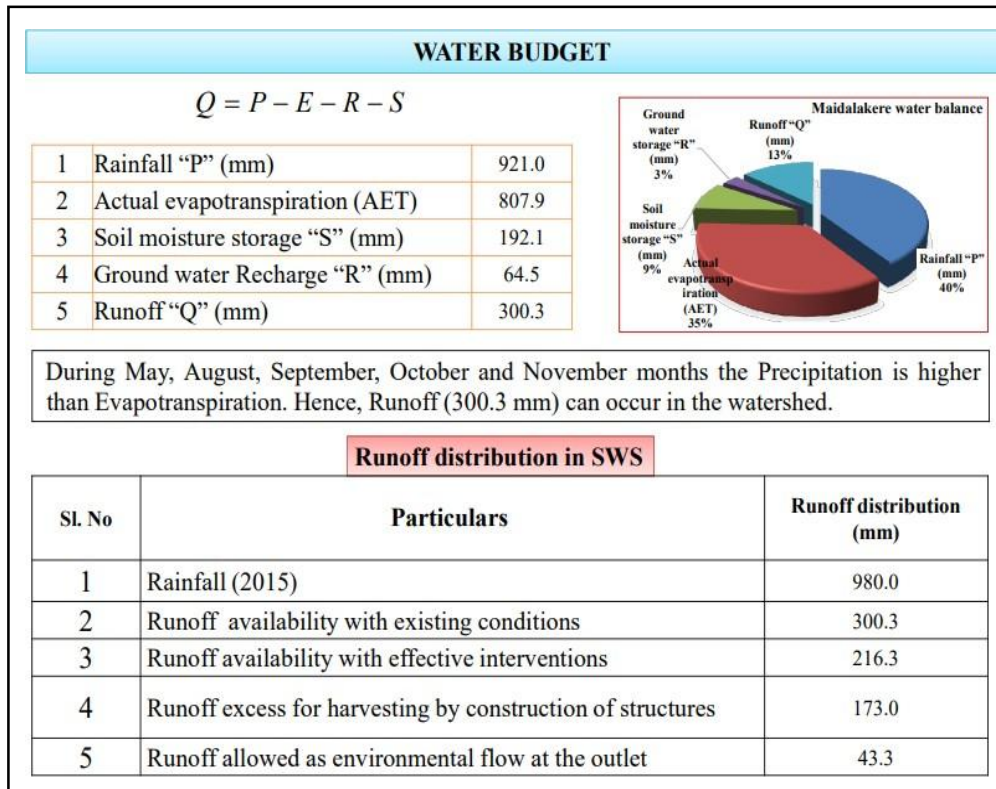 WATER BUDGET
Q = P − E − R − S
1 Rainfall “P” (mm) 921.0
2 Actual evapotranspiration (AET) 807.9
3 Soil moisture storage “S” (mm) 192.1
4 Ground water Recharge “R” (mm) 64.5
5 Runoff “Q” (mm) 300.3
Maidalakere water balance
Ground
water
storage “R”
(mm)
3%
Runoff “Q”
(mm)
13%
Soil
moisture
storage “S”
(mm)
9%
Actual
evapotransp
iration
(AET)
35%
Rainfall “P”
(mm)
40%
During May, August, September, October and November months the Precipitation is higher
than Evapotranspiration. Hence, Runoff (300.3 mm) can occur in the watershed.
Runoff distribution in SWS
Sl. No Particulars Runoff distribution
(mm)
1 Rainfall (2015) 980.0
2 Runoff availability with existing conditions 300.3
3 Runoff availability with effective interventions 216.3
4 Runoff excess for harvesting by construction of structures 173.0
5 Runoff allowed as environmental flow at the outlet 43.3